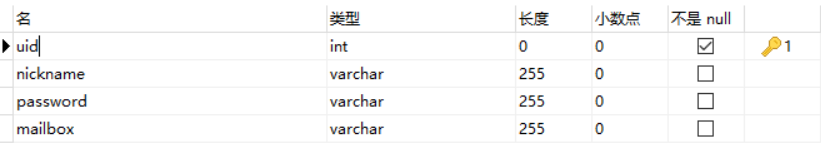 名 类型 长度 小数点 不是 null
uid int 0 0 1
nickname varchar 255 0
password varchar 255 0
mailbox varchar 255 0